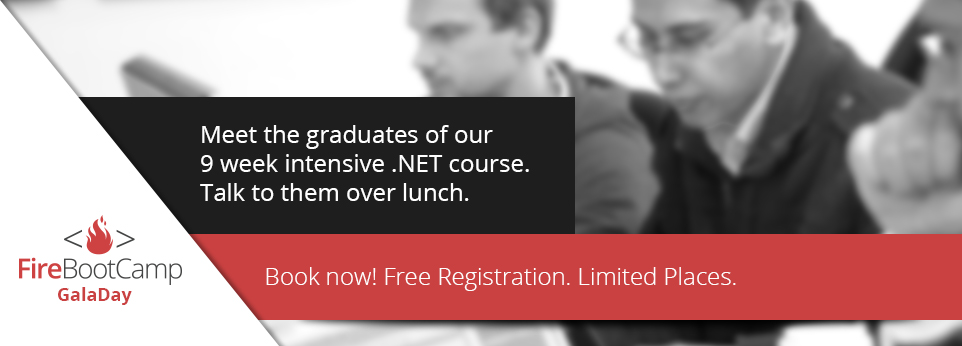 Meet the graduates of our
9 week intensive .NET course.
Talk to them over lunch.
< >
FireBootCamp
GalaDay
Book now! Free Registration. Limited Places.